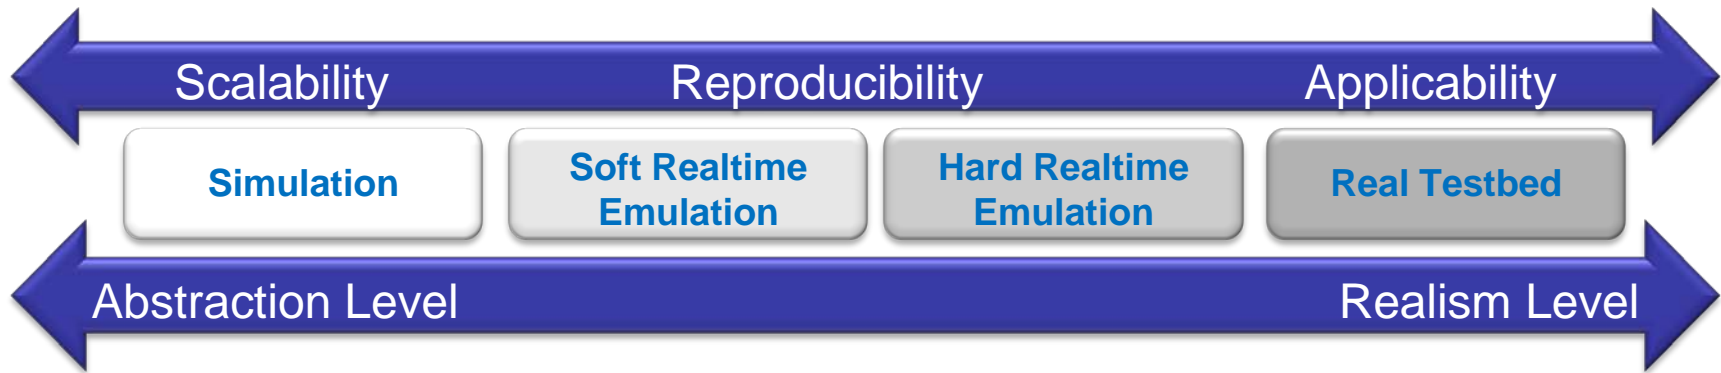 Scalability Reproducibility Applicability
Simulation
Soft Realtime
Emulation
Hard Realtime
Emulation
Real Testbed
Abstraction Level Realism Level